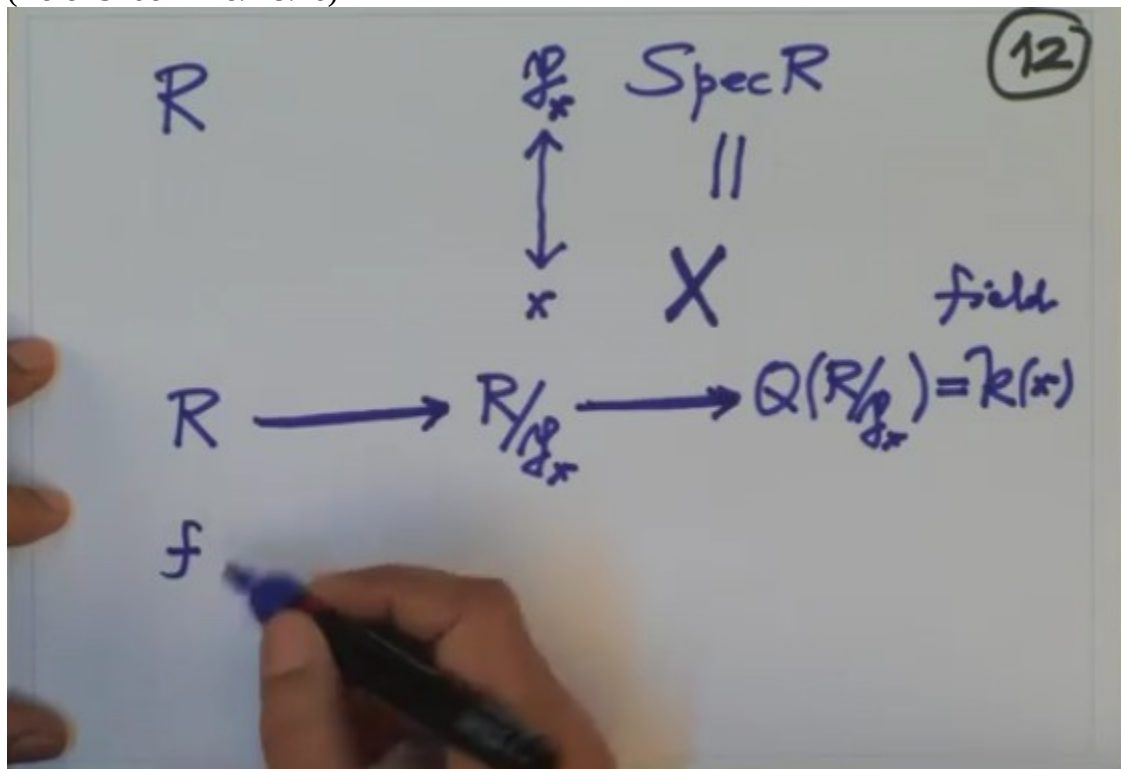 R 𝔭ₓ Spec R 12
||
x X field
R → R/𝔭ₓ → Q(R/𝔭ₓ) = k(x)
f